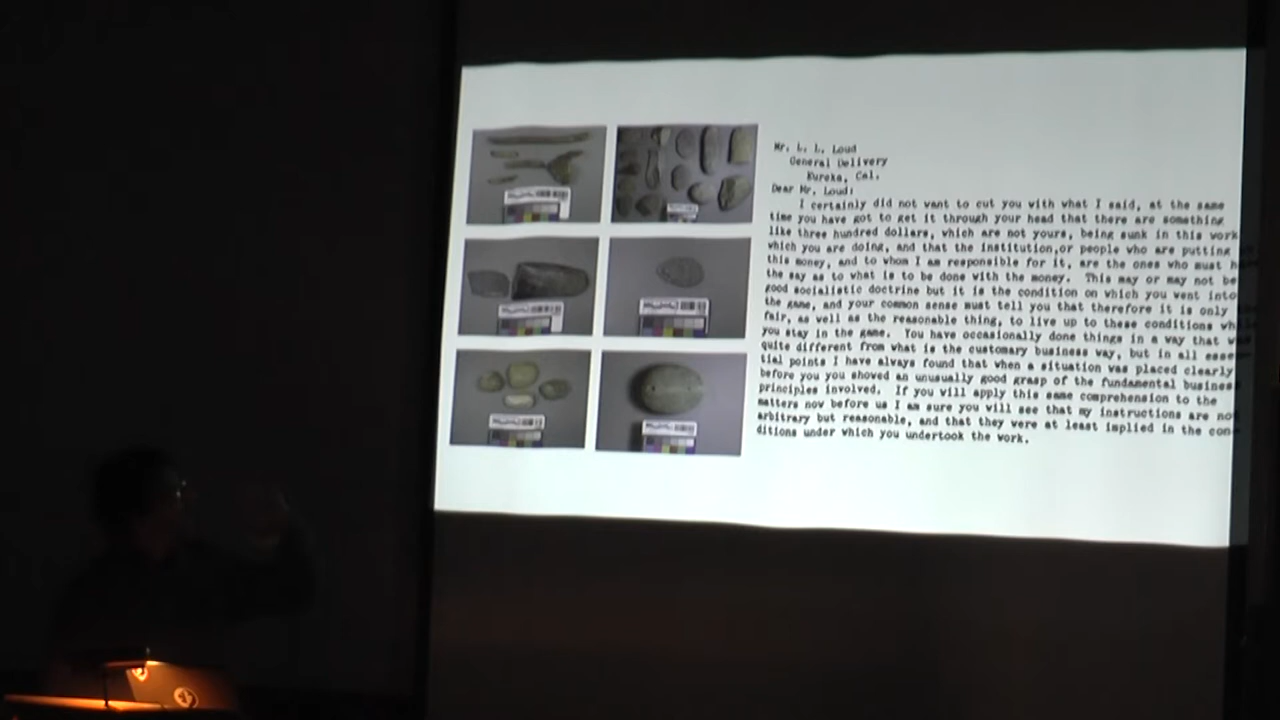 Mr. L. L. Loud
General Delivery
Eureka, Cal.
Dear Mr. Loud:
I certainly did not want to cut you with what I said, at the same
time you have got to get it through your head that there are something
like three hundred dollars, which are not yours, being sunk in this work
which you are doing, and that the institution,or people who are putting
this money, and to whom I am responsible for it, are the ones who must
the say as to what is to be done with the money. This may or may not be
good socialistic doctrine but it is the condition on which you went into
the game, and your common sense must tell you that therefore it is only
fair, as well as the reasonable thing, to live up to these conditions
you stay in the game. You have occasionally done things in a way that
quite different from what is the customary business way, but in all essen-
tial points I have always found that when a situation was placed clearly
before you you showed an unusually good grasp of the fundamental business
principles involved. If you will apply this same comprehension to the
matters now before us I am sure you will see that my instructions are not
arbitrary but reasonable, and that they were at least implied in the con-
ditions under which you undertook the work.